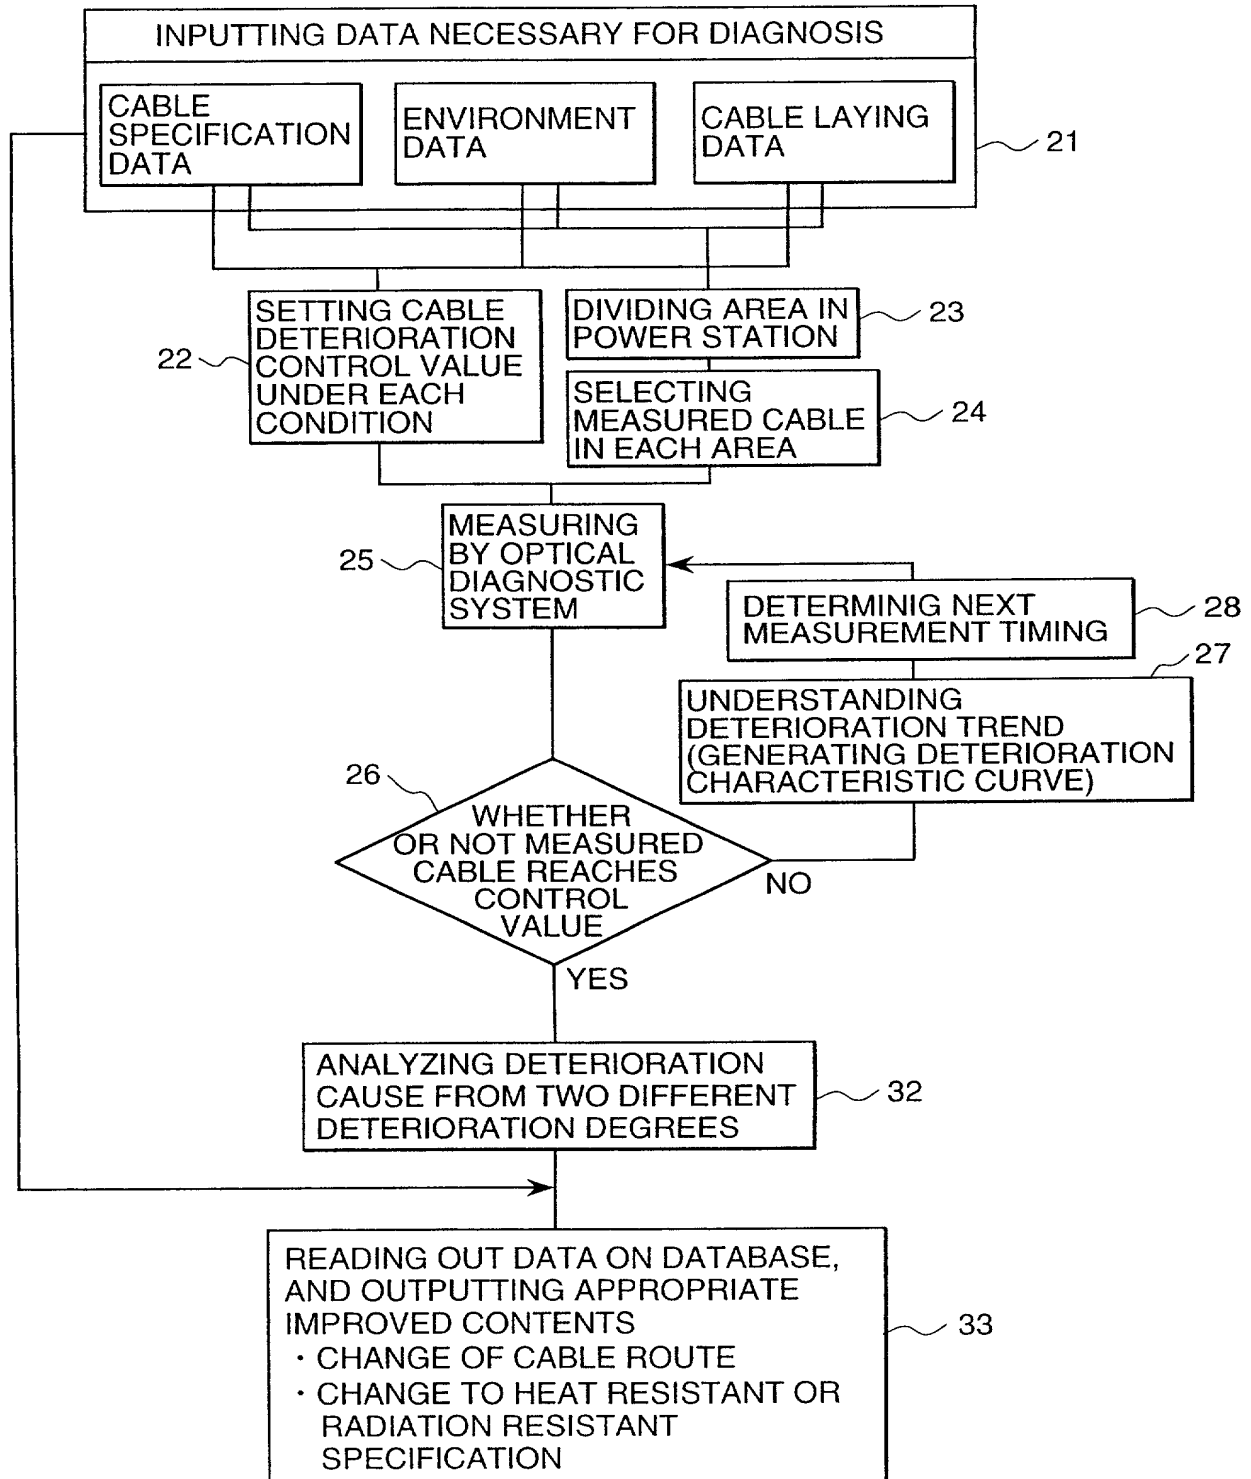 INPUTTING DATA NECESSARY FOR DIAGNOSIS
CABLE
SPECIFICATION
DATA
ENVIRONMENT
DATA
CABLE LAYING
DATA
21
SETTING CABLE
DETERIORATION
CONTROL VALUE
UNDER EACH
CONDITION
22
DIVIDING AREA IN
POWER STATION
23
SELECTING
MEASURED CABLE
IN EACH AREA
24
MEASURING
BY OPTICAL
DIAGNOSTIC
SYSTEM
25
DETERMINIG NEXT
MEASUREMENT TIMING
28
27
UNDERSTANDING
DETERIORATION TREND
(GENERATING DETERIORATION
CHARACTERISTIC CURVE)
26
WHETHER
OR NOT MEASURED
CABLE REACHES
CONTROL
VALUE
NO
YES
ANALYZING DETERIORATION
CAUSE FROM TWO DIFFERENT
DETERIORATION DEGREES
32
READING OUT DATA ON DATABASE,
AND OUTPUTTING APPROPRIATE
IMPROVED CONTENTS
· CHANGE OF CABLE ROUTE
· CHANGE TO HEAT RESISTANT OR
RADIATION RESISTANT
SPECIFICATION
33